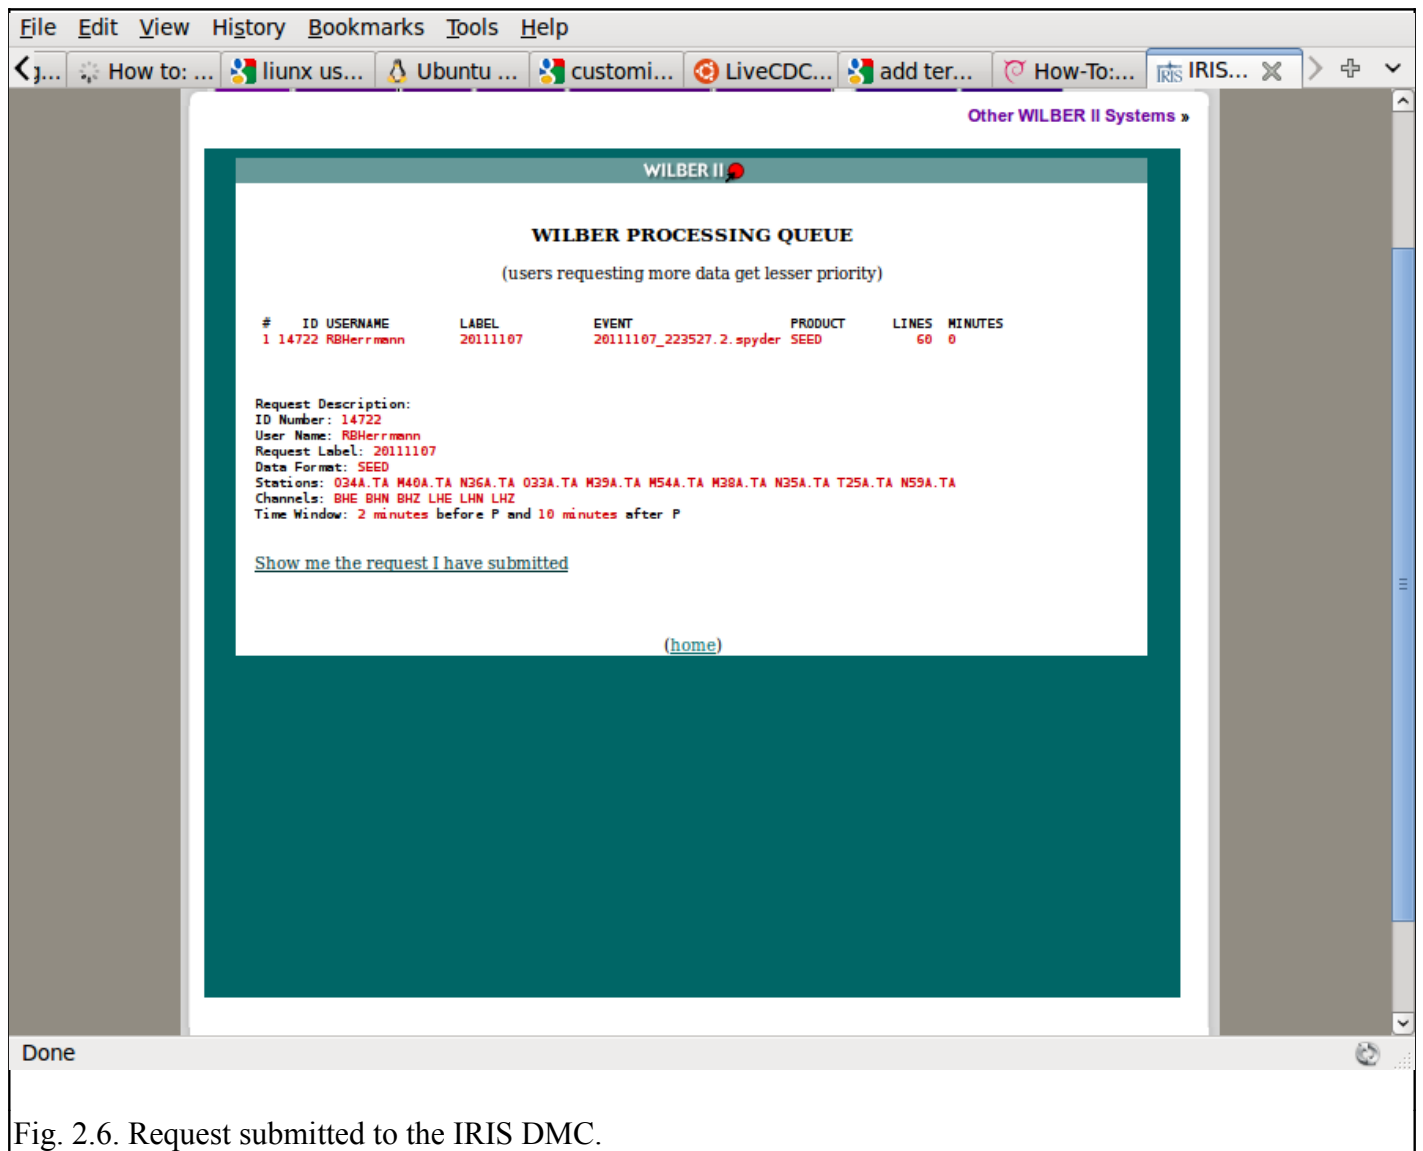 File Edit View History Bookmarks Tools Help
g... How to: ... liunx us... Ubuntu ... customi... LiveCDC... add ter... How-To:... IRIS IRIS...
Other WILBER II Systems »
WILBER II
WILBER PROCESSING QUEUE
(users requesting more data get lesser priority)
# ID USERNAME LABEL EVENT PRODUCT LINES MINUTES
1 14722 RBHerrmann 20111107 20111107_223527.2.spyder SEED 60 0
Request Description:
ID Number: 14722
User Name: RBHerrmann
Request Label: 20111107
Data Format: SEED
Stations: O34A.TA M40A.TA N36A.TA O33A.TA M39A.TA M54A.TA M38A.TA N35A.TA T25A.TA N59A.TA
Channels: BHE BHN BHZ LHE LHN LHZ
Time Window: 2 minutes before P and 10 minutes after P
Show me the request I have submitted
(home)
Done
Fig. 2.6. Request submitted to the IRIS DMC.